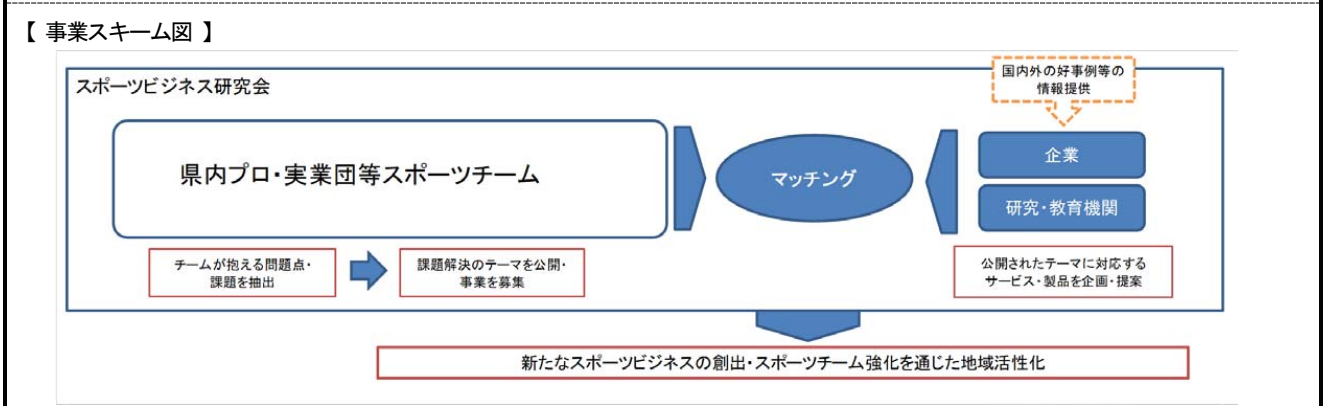 【 事業スキーム図 】
スポーツビジネス研究会
国内外の好事例等の
情報提供
県内プロ・実業団等スポーツチーム
マッチング
企業
研究・教育機関
チームが抱える問題点・
課題を抽出
課題解決のテーマを公開・
事業を募集
公開されたテーマに対応する
サービス・製品を企画・提案
新たなスポーツビジネスの創出・スポーツチーム強化を通じた地域活性化